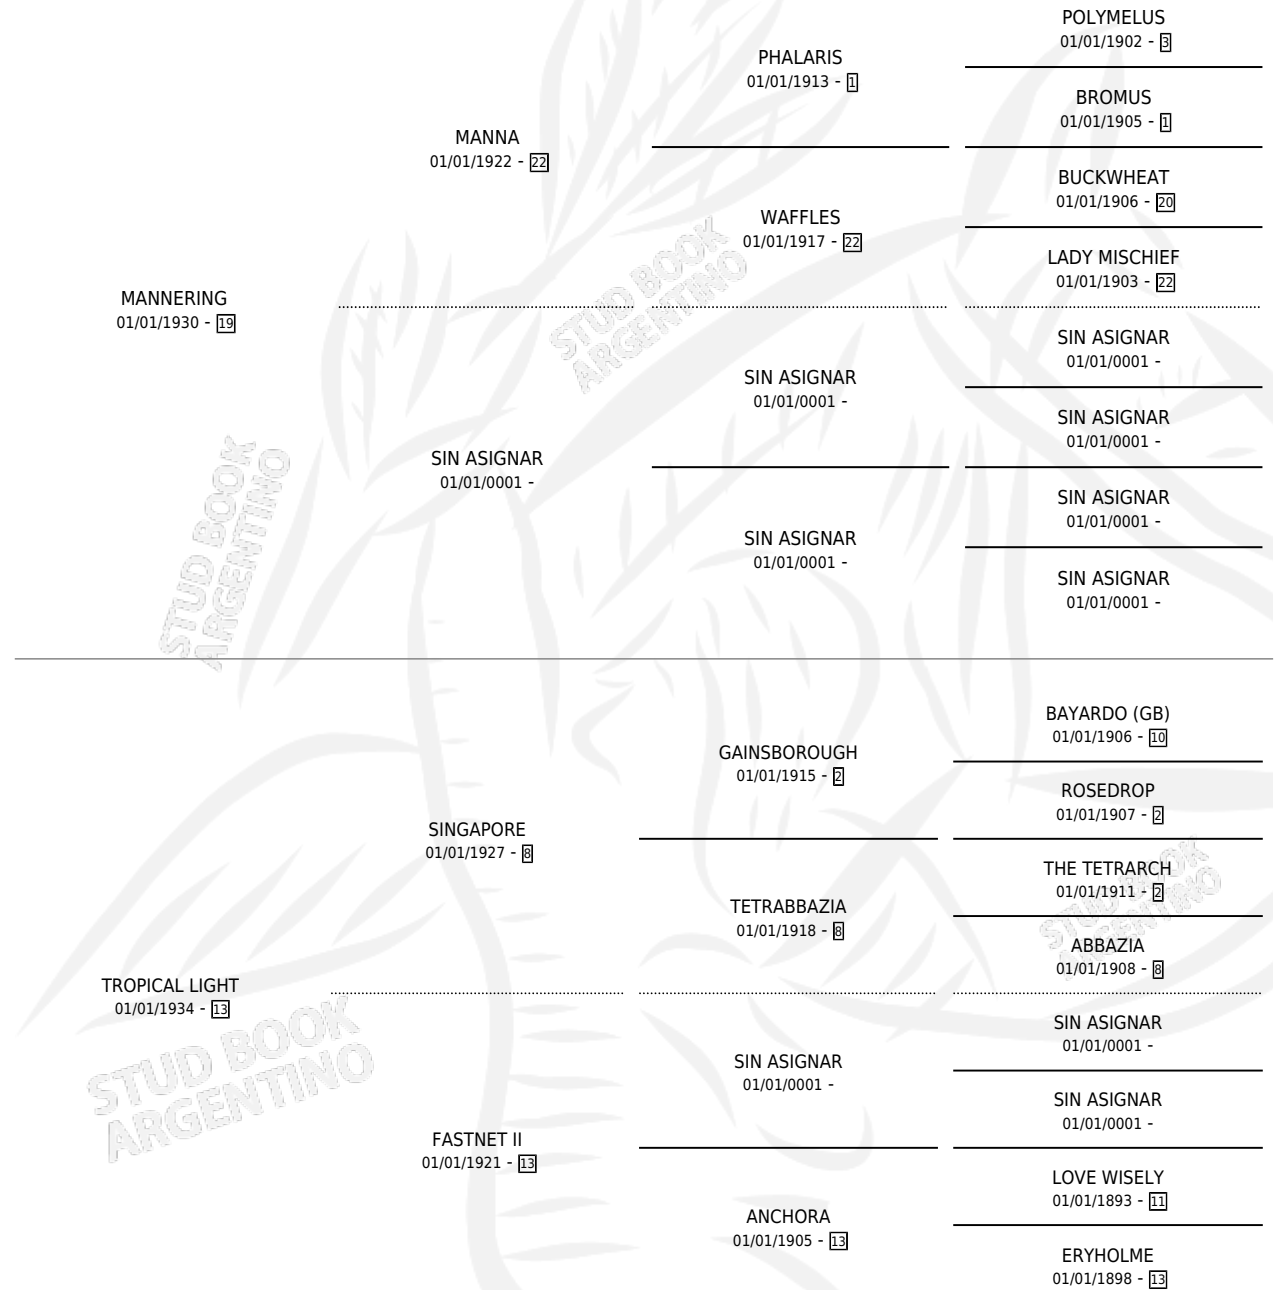 POLYMELUS
01/01/1902 - 3
PHALARIS
01/01/1913 - 1
BROMUS
01/01/1905 - 1
MANNA
01/01/1922 - 22
BUCKWHEAT
01/01/1906 - 20
WAFFLES
01/01/1917 - 22
LADY MISCHIEF
01/01/1903 - 22
MANNERING
01/01/1930 - 19
SIN ASIGNAR
01/01/0001 -
SIN ASIGNAR
01/01/0001 -
SIN ASIGNAR
01/01/0001 -
SIN ASIGNAR
01/01/0001 -
SIN ASIGNAR
01/01/0001 -
SIN ASIGNAR
01/01/0001 -
SIN ASIGNAR
01/01/0001 -
STUD BOOK
ARGENTINO
STUD BOOK
ARGENTINO
BAYARDO (GB)
01/01/1906 - 10
GAINSBOROUGH
01/01/1915 - 2
ROSEDROP
01/01/1907 - 2
SINGAPORE
01/01/1927 - 8
THE TETRARCH
01/01/1911 - 2
TETRABBAZIA
01/01/1918 - 8
ABBAZIA
01/01/1908 - 8
TROPICAL LIGHT
01/01/1934 - 13
SIN ASIGNAR
01/01/0001 -
SIN ASIGNAR
01/01/0001 -
SIN ASIGNAR
01/01/0001 -
FASTNET II
01/01/1921 - 13
LOVE WISELY
01/01/1893 - 11
ANCHORA
01/01/1905 - 13
ERYHOLME
01/01/1898 - 13
STUD BOOK
ARGENTINO
STUD BOOK
ARGENTINO